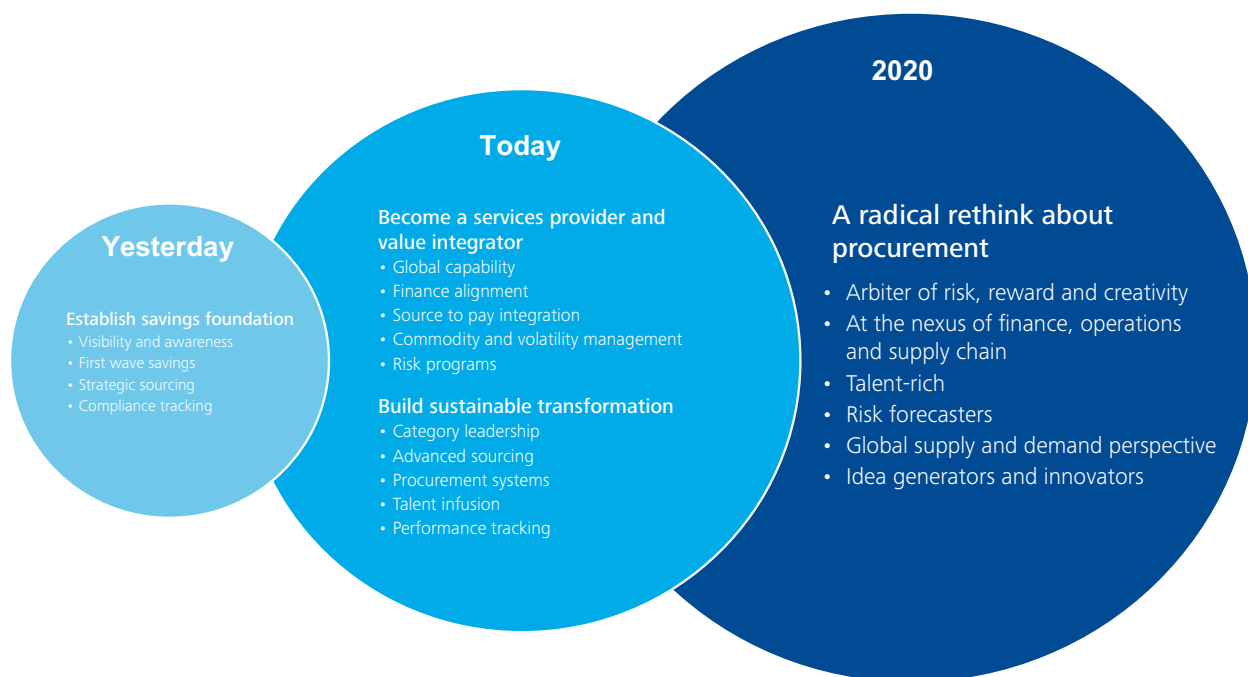 Yesterday
Establish savings foundation
• Visibility and awareness
• First wave savings
• Strategic sourcing
• Compliance tracking
Today
Become a services provider and
value integrator
• Global capability
• Finance alignment
• Source to pay integration
• Commodity and volatility management
• Risk programs
Build sustainable transformation
• Category leadership
• Advanced sourcing
• Procurement systems
• Talent infusion
• Performance tracking
2020
A radical rethink about
procurement
• Arbiter of risk, reward and creativity
• At the nexus of finance, operations
and supply chain
• Talent-rich
• Risk forecasters
• Global supply and demand perspective
• Idea generators and innovators